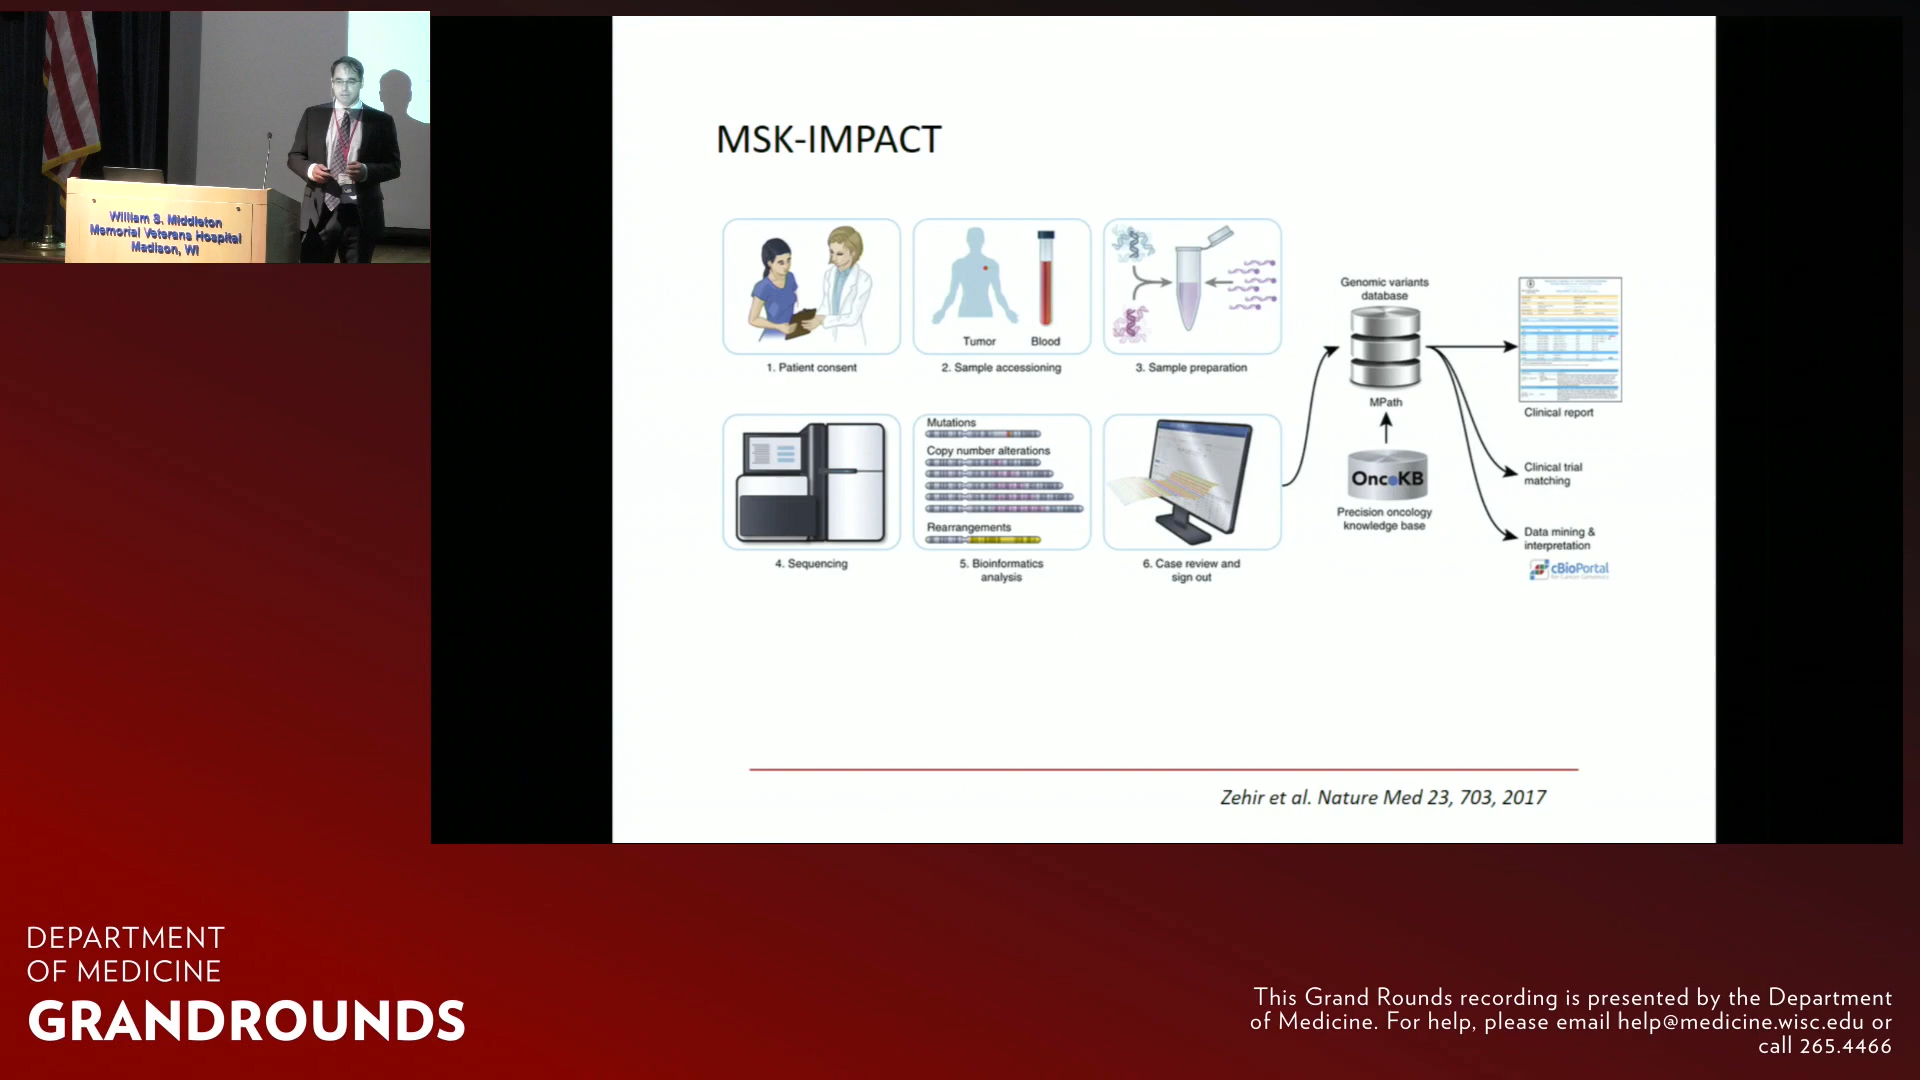 William S. Middleton
Memorial Veterans Hospital
Madison, WI
MSK-IMPACT
Tumor
Blood
1. Patient consent
2. Sample accessioning
3. Sample preparation
Mutations
Copy number alterations
Rearrangements
4. Sequencing
5. Bioinformatics
analysis
6. Case review and
sign out
Genomic variants
database
MPath
OncoKB
Precision oncology
knowledge base
Clinical report
Clinical trial
matching
Data mining &
interpretation
cBioPortal
Zehir et al. Nature Med 23, 703, 2017
DEPARTMENT
OF MEDICINE
GRANDROUNDS
This Grand Rounds recording is presented by the Department
of Medicine. For help, please email help@medicine.wisc.edu or
call 265.4466